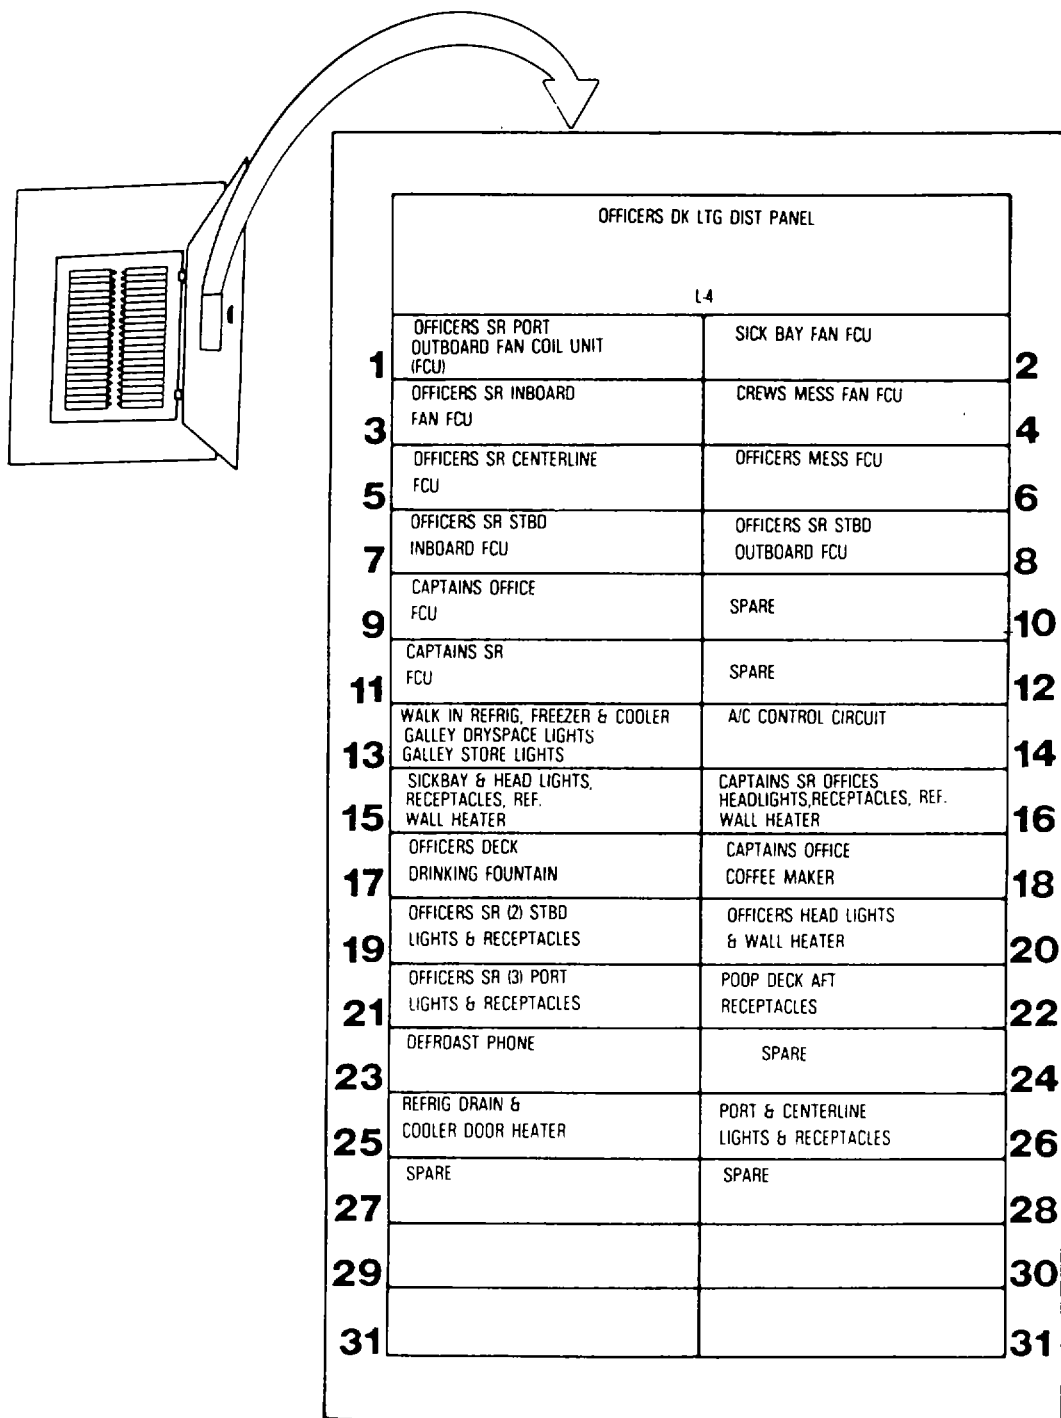 OFFICERS DK LTG DIST PANEL
L-4
1
OFFICERS SR PORT
OUTBOARD FAN COIL UNIT
(FCU)
SICK BAY FAN FCU
2
3
OFFICERS SR INBOARD
FAN FCU
CREWS MESS FAN FCU
4
5
OFFICERS SR CENTERLINE
FCU
OFFICERS MESS FCU
6
7
OFFICERS SR STBD
INBOARD FCU
OFFICERS SR STBD
OUTBOARD FCU
8
9
CAPTAINS OFFICE
FCU
SPARE
10
11
CAPTAINS SR
FCU
SPARE
12
13
WALK IN REFRIG, FREEZER & COOLER
GALLEY DRYSPACE LIGHTS
GALLEY STORE LIGHTS
A/C CONTROL CIRCUIT
14
15
SICKBAY & HEAD LIGHTS,
RECEPTACLES, REF.
WALL HEATER
CAPTAINS SR OFFICES
HEADLIGHTS,RECEPTACLES, REF.
WALL HEATER
16
17
OFFICERS DECK
DRINKING FOUNTAIN
CAPTAINS OFFICE
COFFEE MAKER
18
19
OFFICERS SR (2) STBD
LIGHTS & RECEPTACLES
OFFICERS HEAD LIGHTS
& WALL HEATER
20
21
OFFICERS SR (3) PORT
LIGHTS & RECEPTACLES
POOP DECK AFT
RECEPTACLES
22
23
DEFROAST PHONE
SPARE
24
25
REFRIG DRAIN &
COOLER DOOR HEATER
PORT & CENTERLINE
LIGHTS & RECEPTACLES
26
27
SPARE
SPARE
28
29
30
31
31